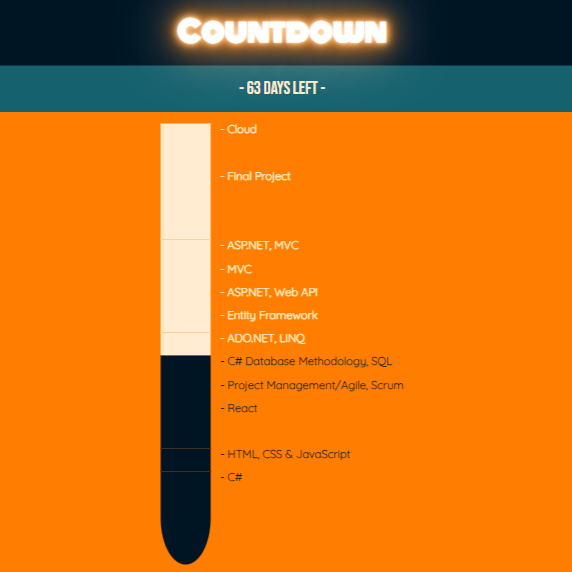 Countdown
- 63 DAYS LEFT -
- Cloud
- Final Project
- ASP.NET, MVC
- MVC
- ASP.NET, Web API
- Entity Framework
- ADO.NET, LINQ
- C# Database Methodology, SQL
- Project Management/Agile, Scrum
- React
- HTML, CSS & JavaScript
- C#